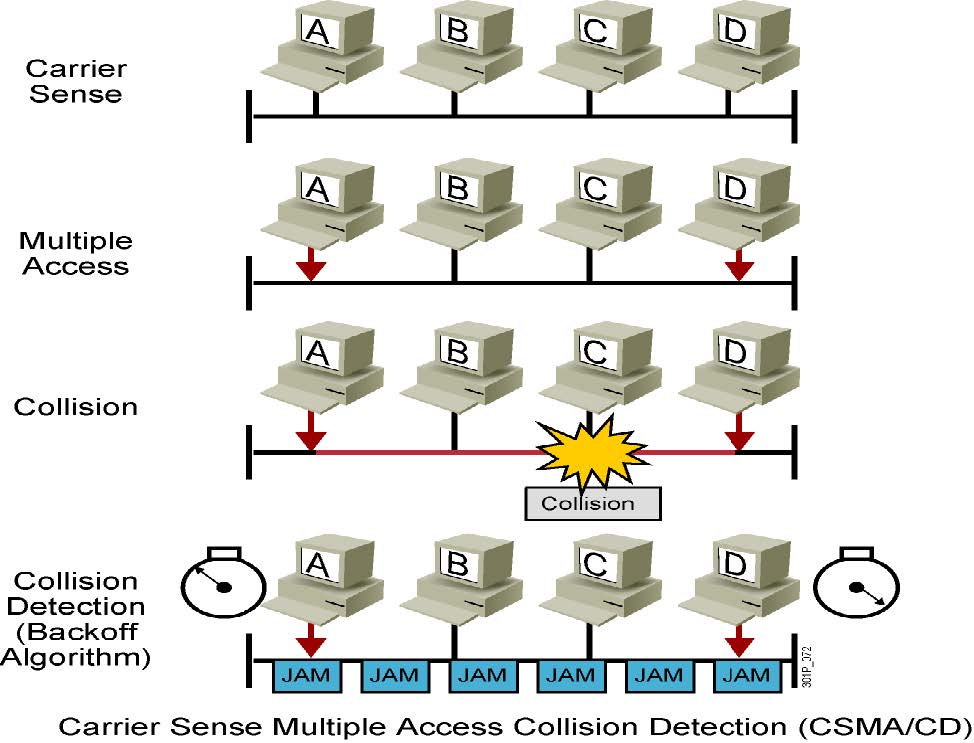 A B C D
Carrier
Sense
A B C D
Multiple
Access
A B C D
Collision
Collision
A B C D
Collision
Detection
(Backoff
Algorithm)
JAM JAM JAM JAM JAM JAM
301P_072
Carrier Sense Multiple Access Collision Detection (CSMA/CD)